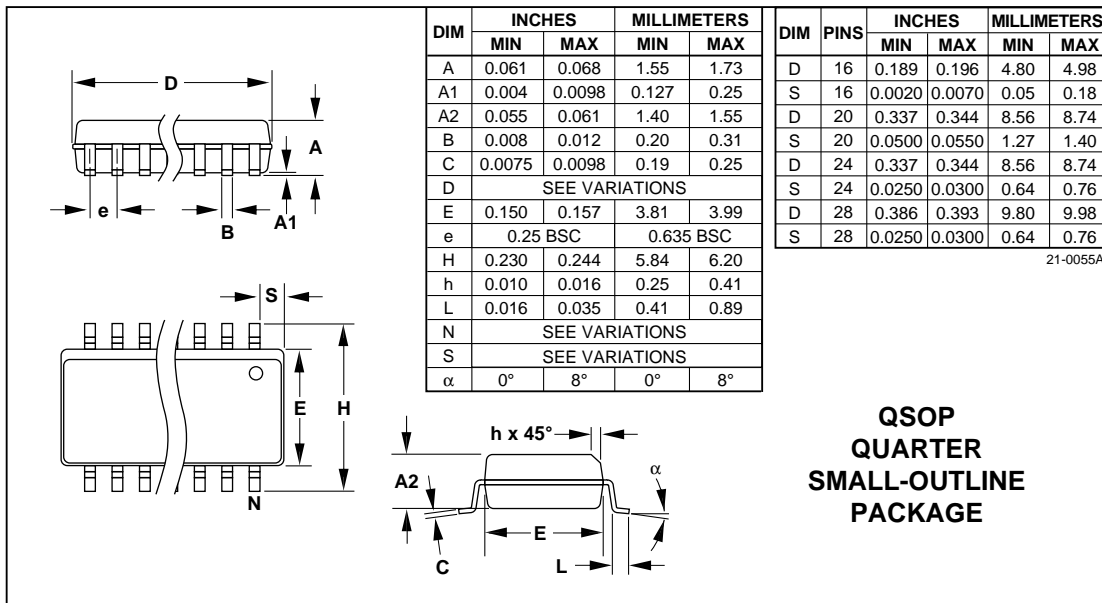 D
A
e
B
A1
S
E
H
N
DIM INCHES MILLIMETERS
MIN MAX MIN MAX
A 0.061 0.068 1.55 1.73
A1 0.004 0.0098 0.127 0.25
A2 0.055 0.061 1.40 1.55
B 0.008 0.012 0.20 0.31
C 0.0075 0.0098 0.19 0.25
D SEE VARIATIONS
E 0.150 0.157 3.81 3.99
e 0.25 BSC 0.635 BSC
H 0.230 0.244 5.84 6.20
h 0.010 0.016 0.25 0.41
L 0.016 0.035 0.41 0.89
N SEE VARIATIONS
S SEE VARIATIONS
α 0° 8° 0° 8°
DIM PINS INCHES MILLIMETERS
MIN MAX MIN MAX
D 16 0.189 0.196 4.80 4.98
S 16 0.0020 0.0070 0.05 0.18
D 20 0.337 0.344 8.56 8.74
S 20 0.0500 0.0550 1.27 1.40
D 24 0.337 0.344 8.56 8.74
S 24 0.0250 0.0300 0.64 0.76
D 28 0.386 0.393 9.80 9.98
S 28 0.0250 0.0300 0.64 0.76
21-0055A
h x 45°
A2
α
E
C
L
QSOP
QUARTER
SMALL-OUTLINE
PACKAGE